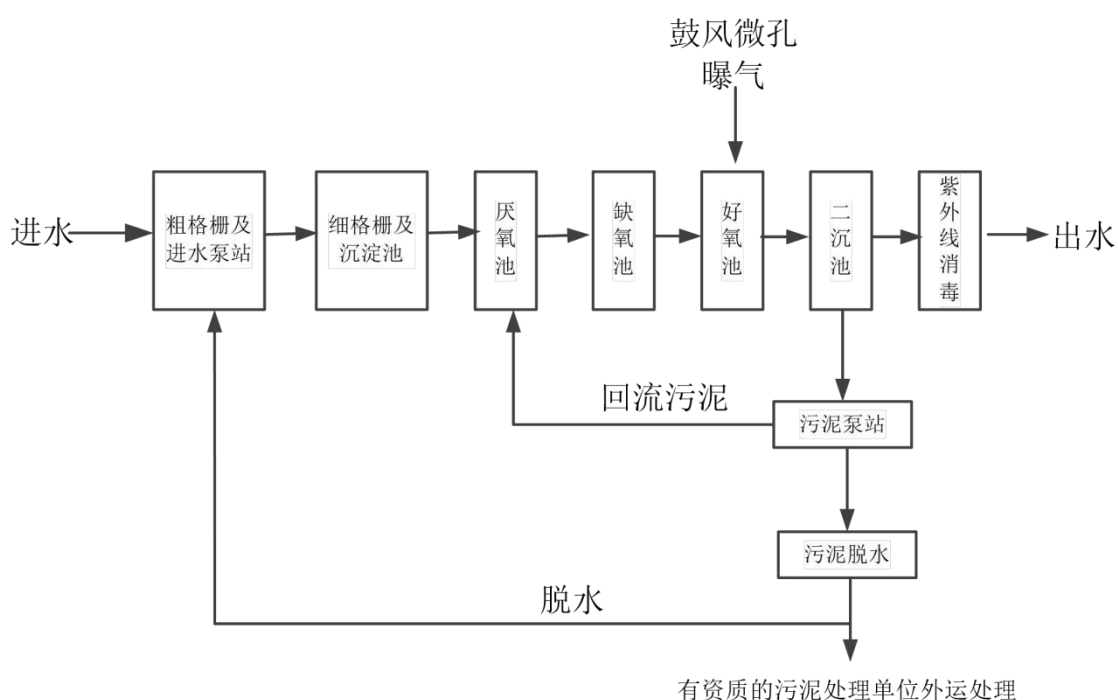 鼓风微孔
曝气
进水
粗格栅及
进水泵站
细格栅及
沉淀池
厌氧池
缺氧池
好氧池
二沉池
紫外线消毒
出水
回流污泥
污泥泵站
污泥脱水
脱水
有资质的污泥处理单位外运处理